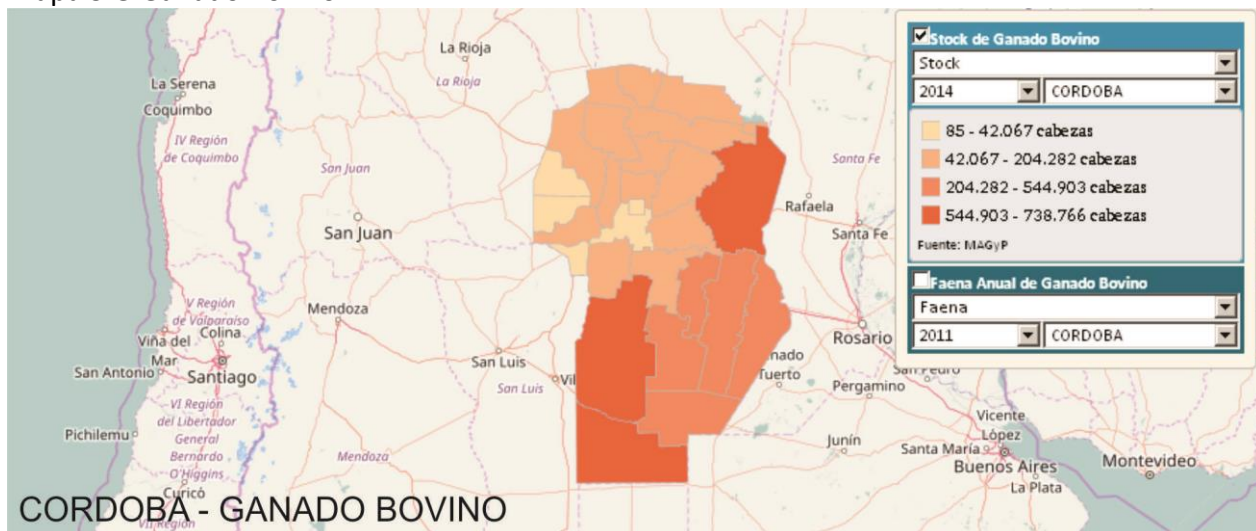 La Rioja
La Rioja
La Serena
Coquimbo
IV Región
de Coquimbo
San Juan
San Juan
Santa Fe
Rafaela
Santa Fe
Mendoza
V Región
de Valparaíso
Viña del
Mar
Colina
San Antonio
Santiago
San Luis
San Luis
Rosario
Tuerto
Pergamino
VI Región
del Libertador
General
Bernardo
O'Higgins
Pichilemu
Curicó
VII Región
Mendoza
Junín
Santa María
Vicente
López
Buenos Aires
La Plata
Montevideo
CORDOBA - GANADO BOVINO
Stock de Ganado Bovino
Stock
2014 CORDOBA
85 - 42.067 cabezas
42.067 - 204.282 cabezas
204.282 - 544.903 cabezas
544.903 - 738.766 cabezas
Fuente: MAGyP
Faena Anual de Ganado Bovino
Faena
2011 CORDOBA